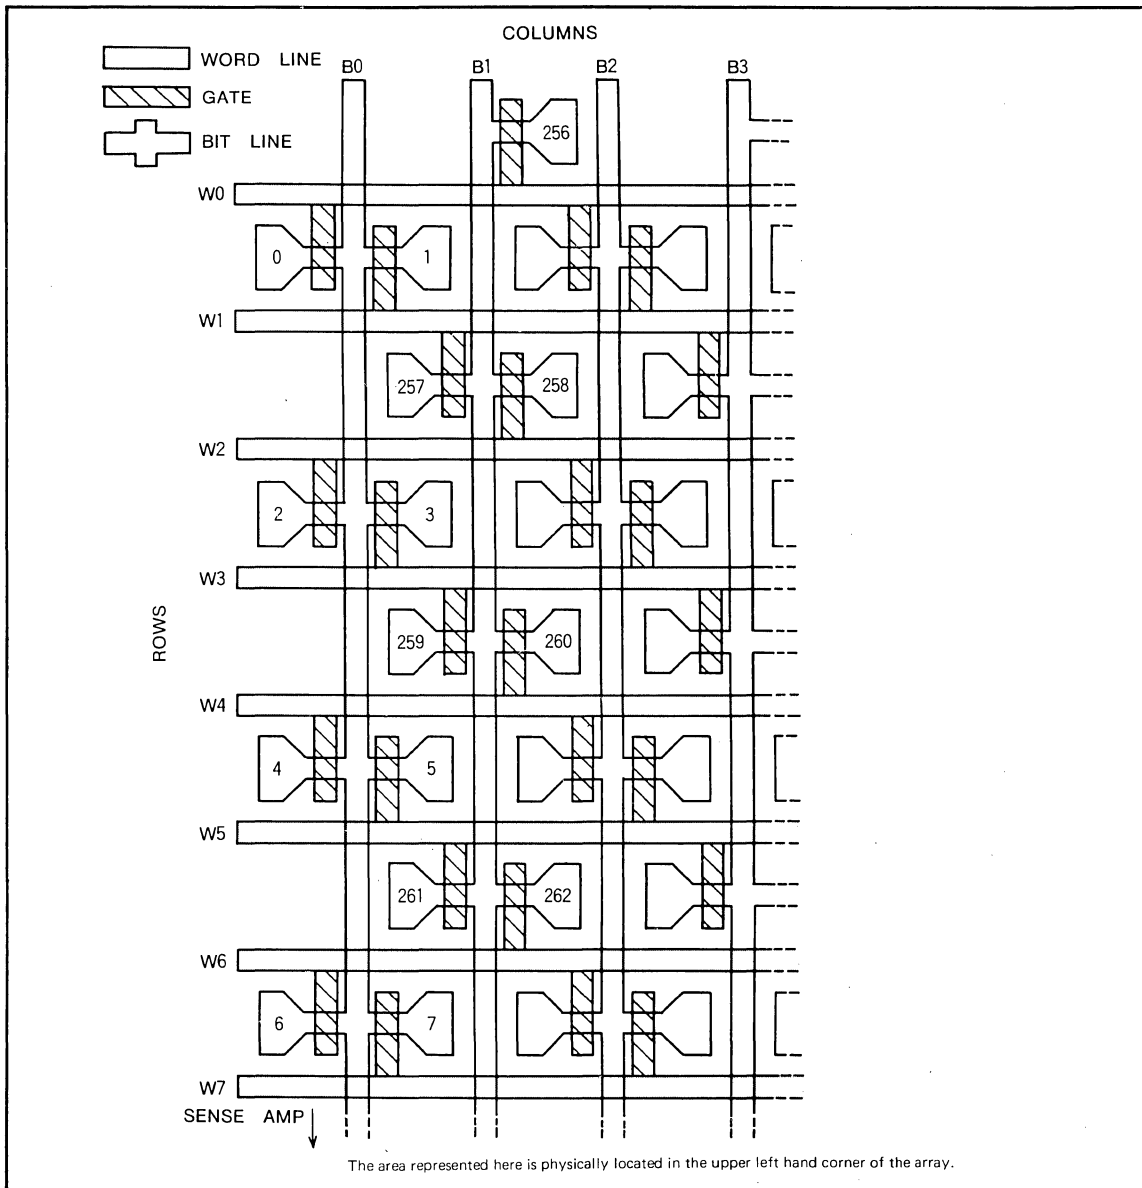 COLUMNS
WORD LINE
GATE
BIT LINE
B0 B1 B2 B3
256
W0
0 1
W1
257 258
W2
2 3
W3
259 260
ROWS
W4
4 5
W5
261 262
W6
6 7
W7
SENSE AMP
The area represented here is physically located in the upper left hand corner of the array.